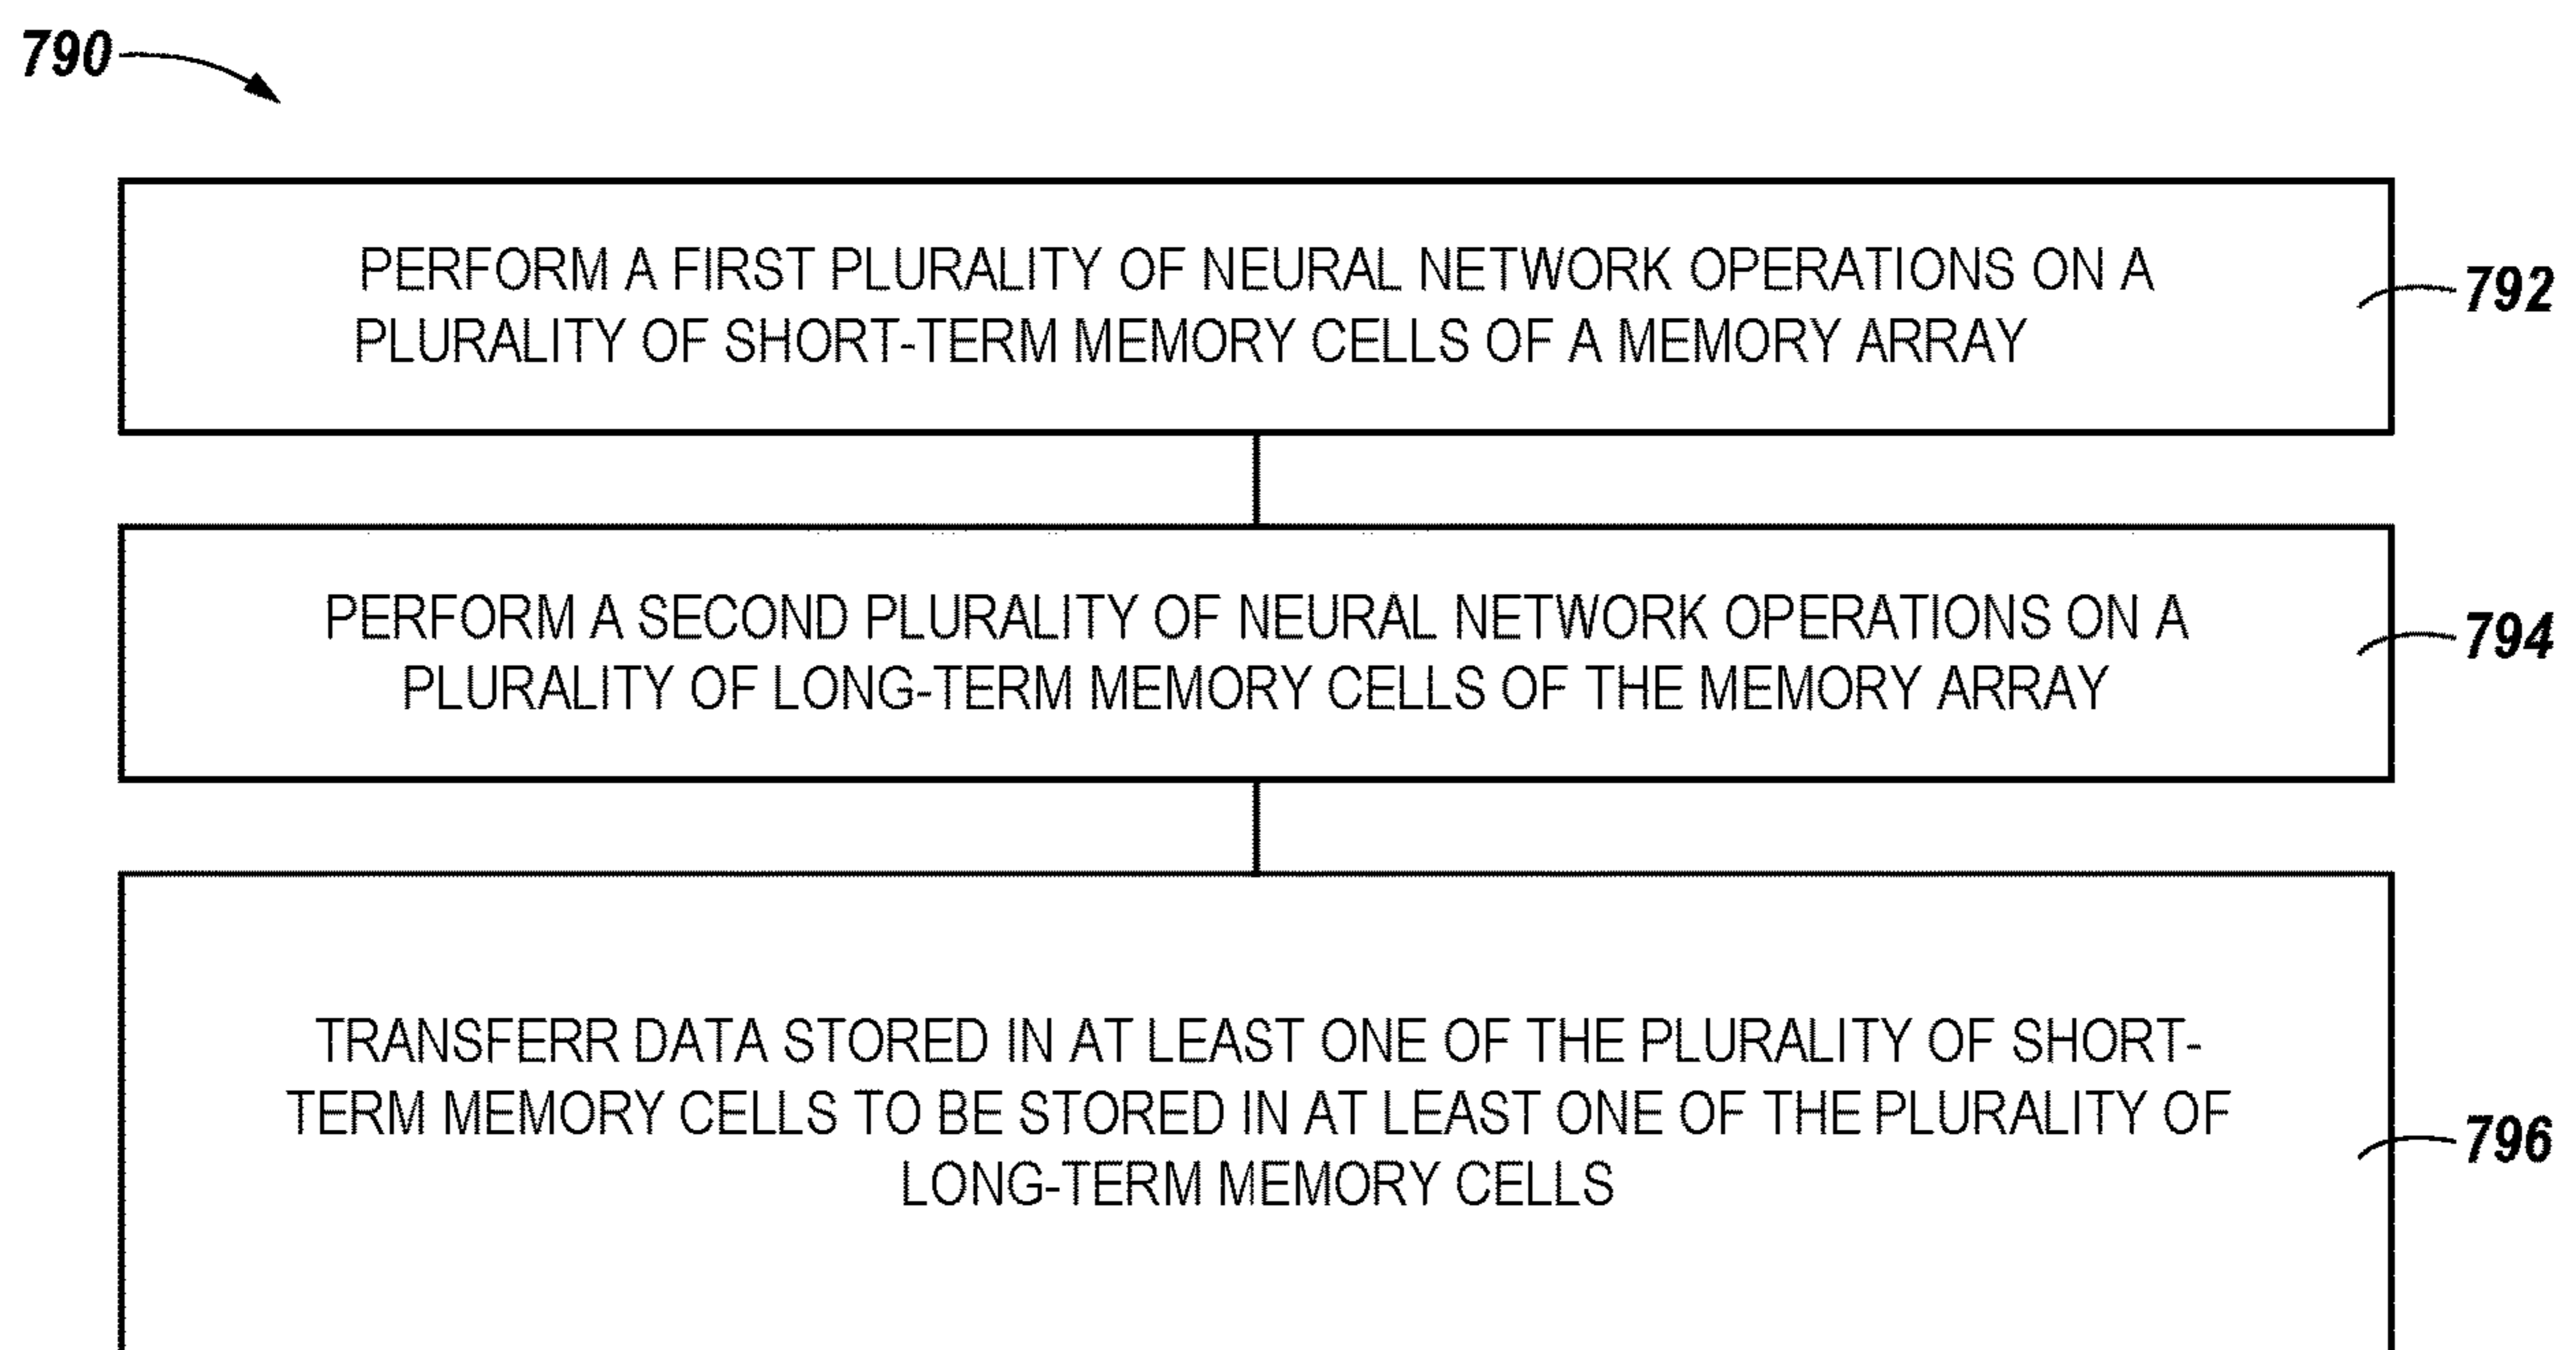 790
PERFORM A FIRST PLURALITY OF NEURAL NETWORK OPERATIONS ON A
PLURALITY OF SHORT-TERM MEMORY CELLS OF A MEMORY ARRAY
792
PERFORM A SECOND PLURALITY OF NEURAL NETWORK OPERATIONS ON A
PLURALITY OF LONG-TERM MEMORY CELLS OF THE MEMORY ARRAY
794
TRANSFERR DATA STORED IN AT LEAST ONE OF THE PLURALITY OF SHORT-
TERM MEMORY CELLS TO BE STORED IN AT LEAST ONE OF THE PLURALITY OF
LONG-TERM MEMORY CELLS
796